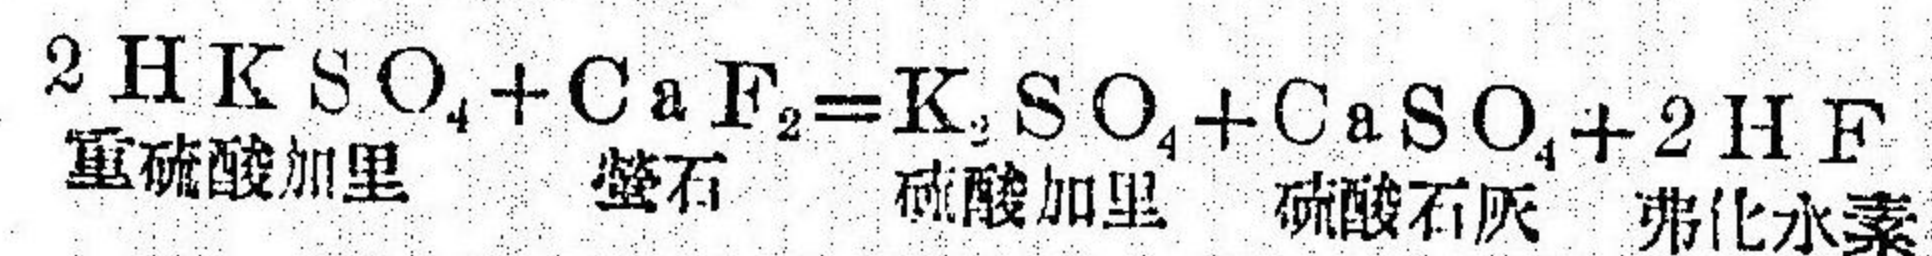 2HKSO₄+CaF₂=K₂SO₄+CaSO₄+2HF
重硫酸加里 螢石 硫酸加里 硫酸石灰 弗化水素